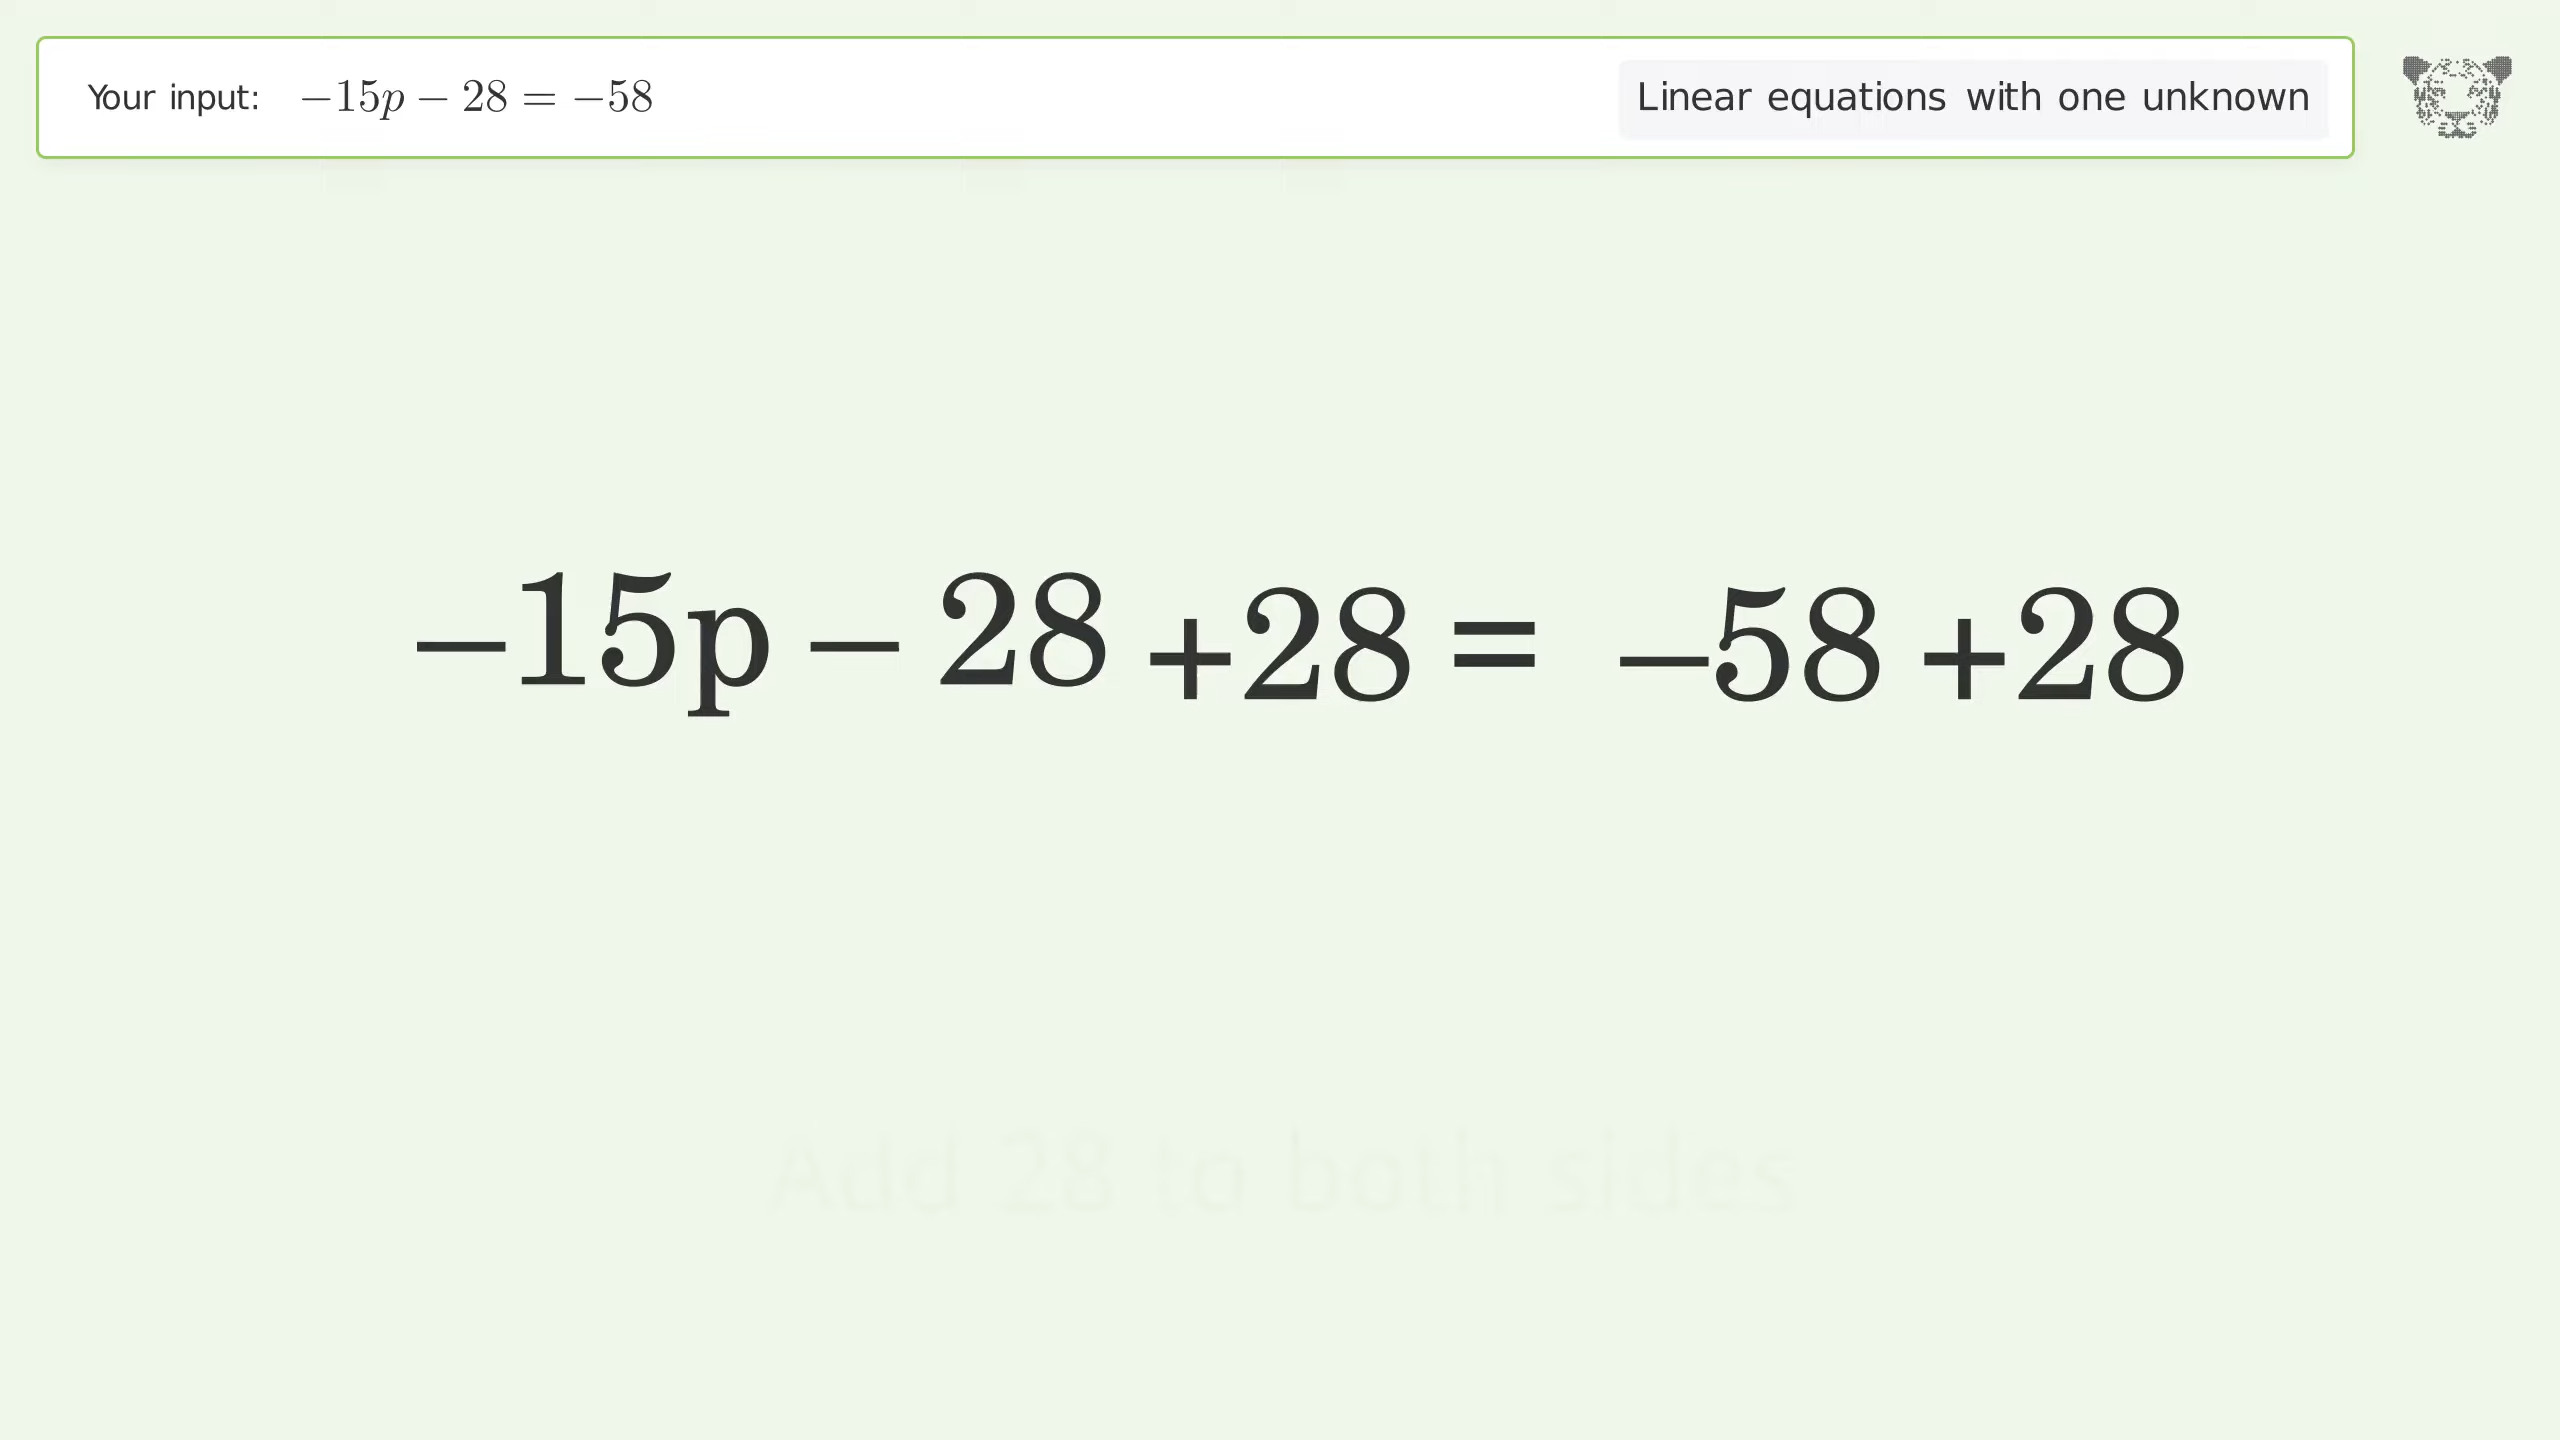 Your input: −15p − 28 = −58
Linear equations with one unknown
−15p − 28 +28 = −58 +28
Add 28 to both sides